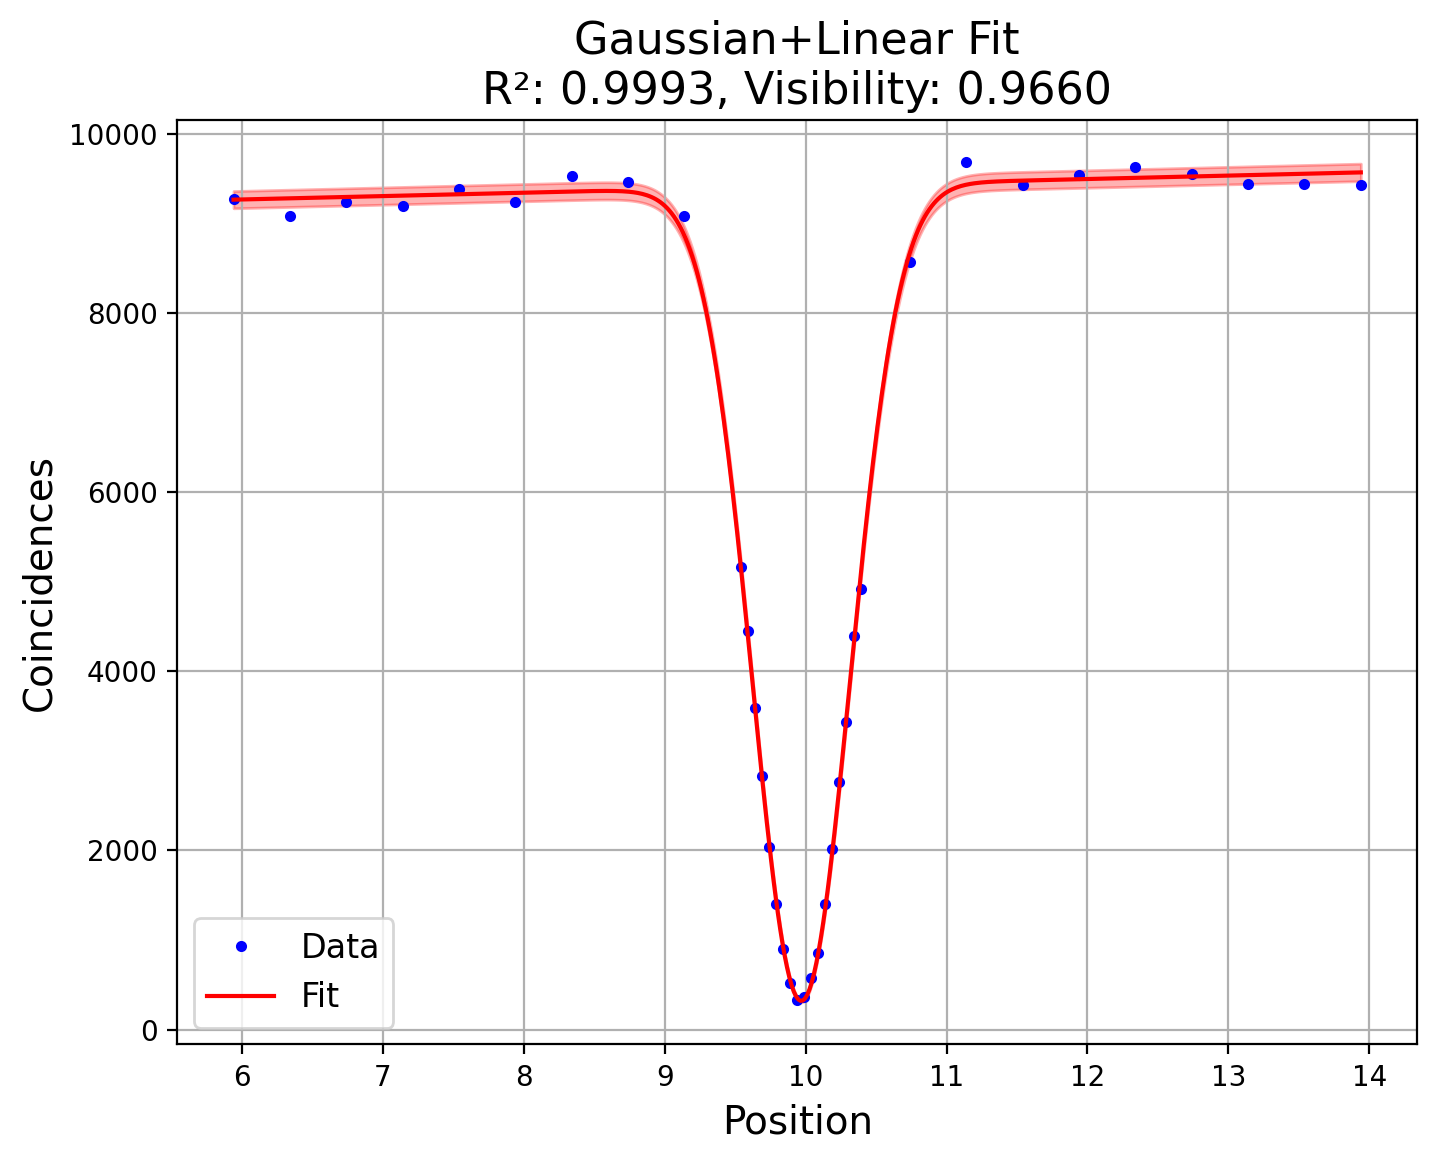 Gaussian+Linear Fit
R²: 0.9993, Visibility: 0.9660
10000
8000
6000
4000
2000
0
Coincidences
Data
Fit
6 7 8 9 10 11 12 13 14
Position